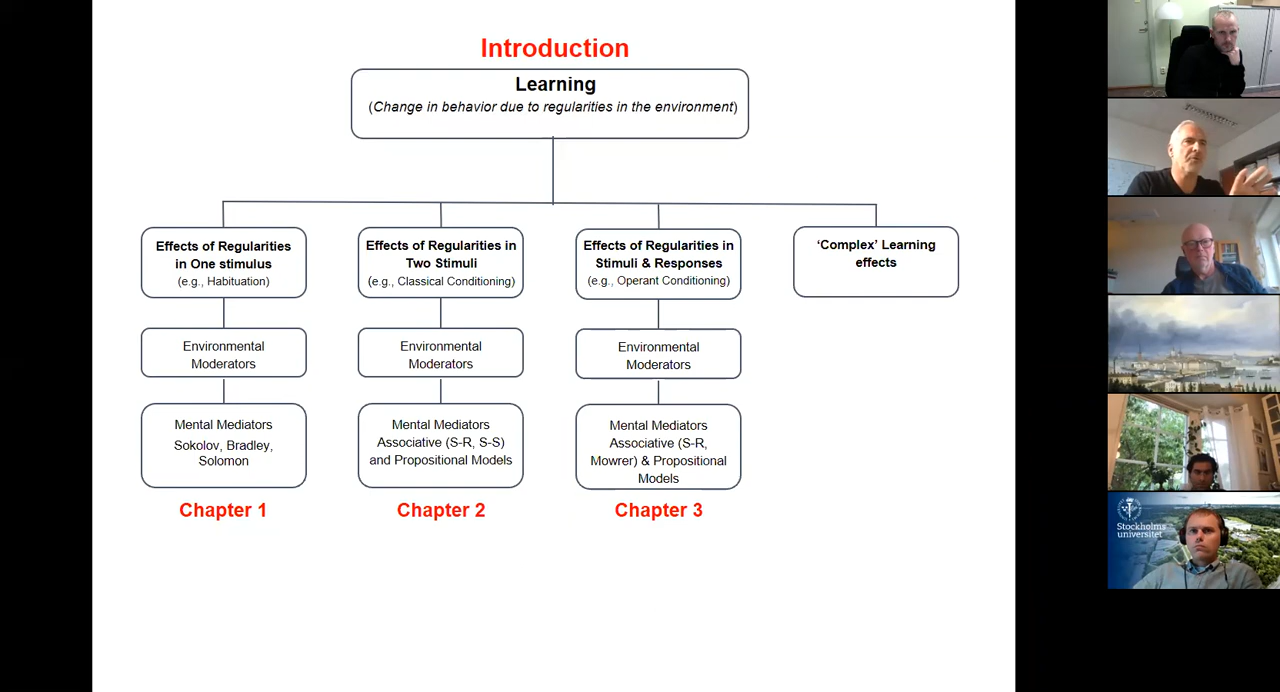 Introduction
Learning
(Change in behavior due to regularities in the environment)
Effects of Regularities
in One stimulus
(e.g., Habituation)
Effects of Regularities in
Two Stimuli
(e.g., Classical Conditioning)
Effects of Regularities in
Stimuli & Responses
(e.g., Operant Conditioning)
‘Complex’ Learning
effects
Environmental
Moderators
Environmental
Moderators
Environmental
Moderators
Mental Mediators
Sokolov, Bradley,
Solomon
Mental Mediators
Associative (S-R, S-S)
and Propositional Models
Mental Mediators
Associative (S-R,
Mowrer) & Propositional
Models
Chapter 1
Chapter 2
Chapter 3
Stockholms
universitet